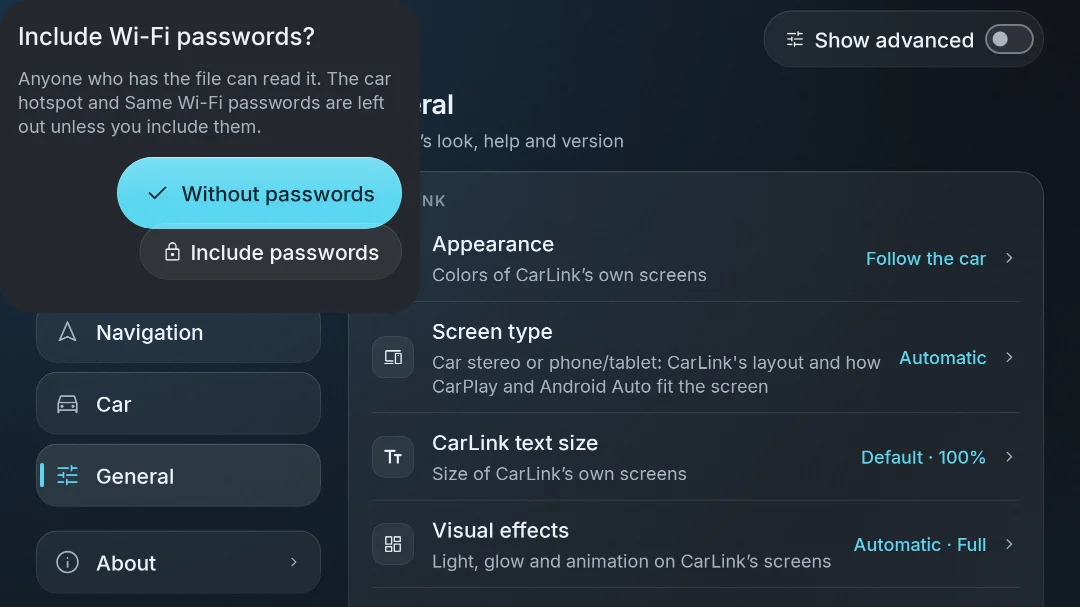 Include Wi-Fi passwords?
Anyone who has the file can read it. The car
hotspot and Same Wi-Fi passwords are left
out unless you include them.
Without passwords
Include passwords
Show advanced
Navigation
Car
General
About
’s look, help and version
Appearance
Colors of CarLink’s own screens
Follow the car
Screen type
Car stereo or phone/tablet: CarLink's layout and how
CarPlay and Android Auto fit the screen
Automatic
CarLink text size
Size of CarLink’s own screens
Default · 100%
Visual effects
Light, glow and animation on CarLink’s screens
Automatic · Full